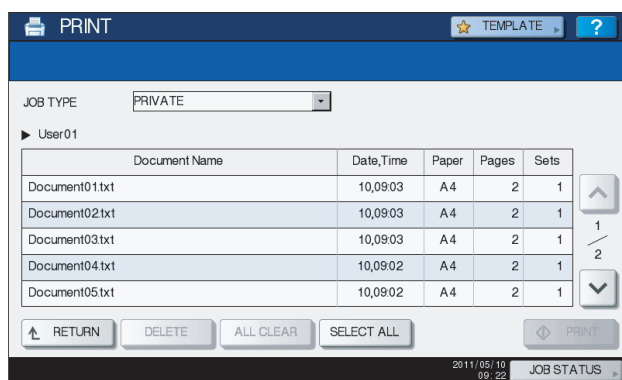 PRINT TEMPLATE ?
JOB TYPE PRIVATE
User01
Document Name Date,Time Paper Pages Sets
Document01.txt 10,09:03 A4 2 1
Document02.txt 10,09:03 A4 2 1
Document03.txt 10,09:03 A4 2 1
Document04.txt 10,09:02 A4 2 1
Document05.txt 10,09:02 A4 2 1
1
2
RETURN DELETE ALL CLEAR SELECT ALL PRINT
2011/05/10
09:22
JOB STATUS